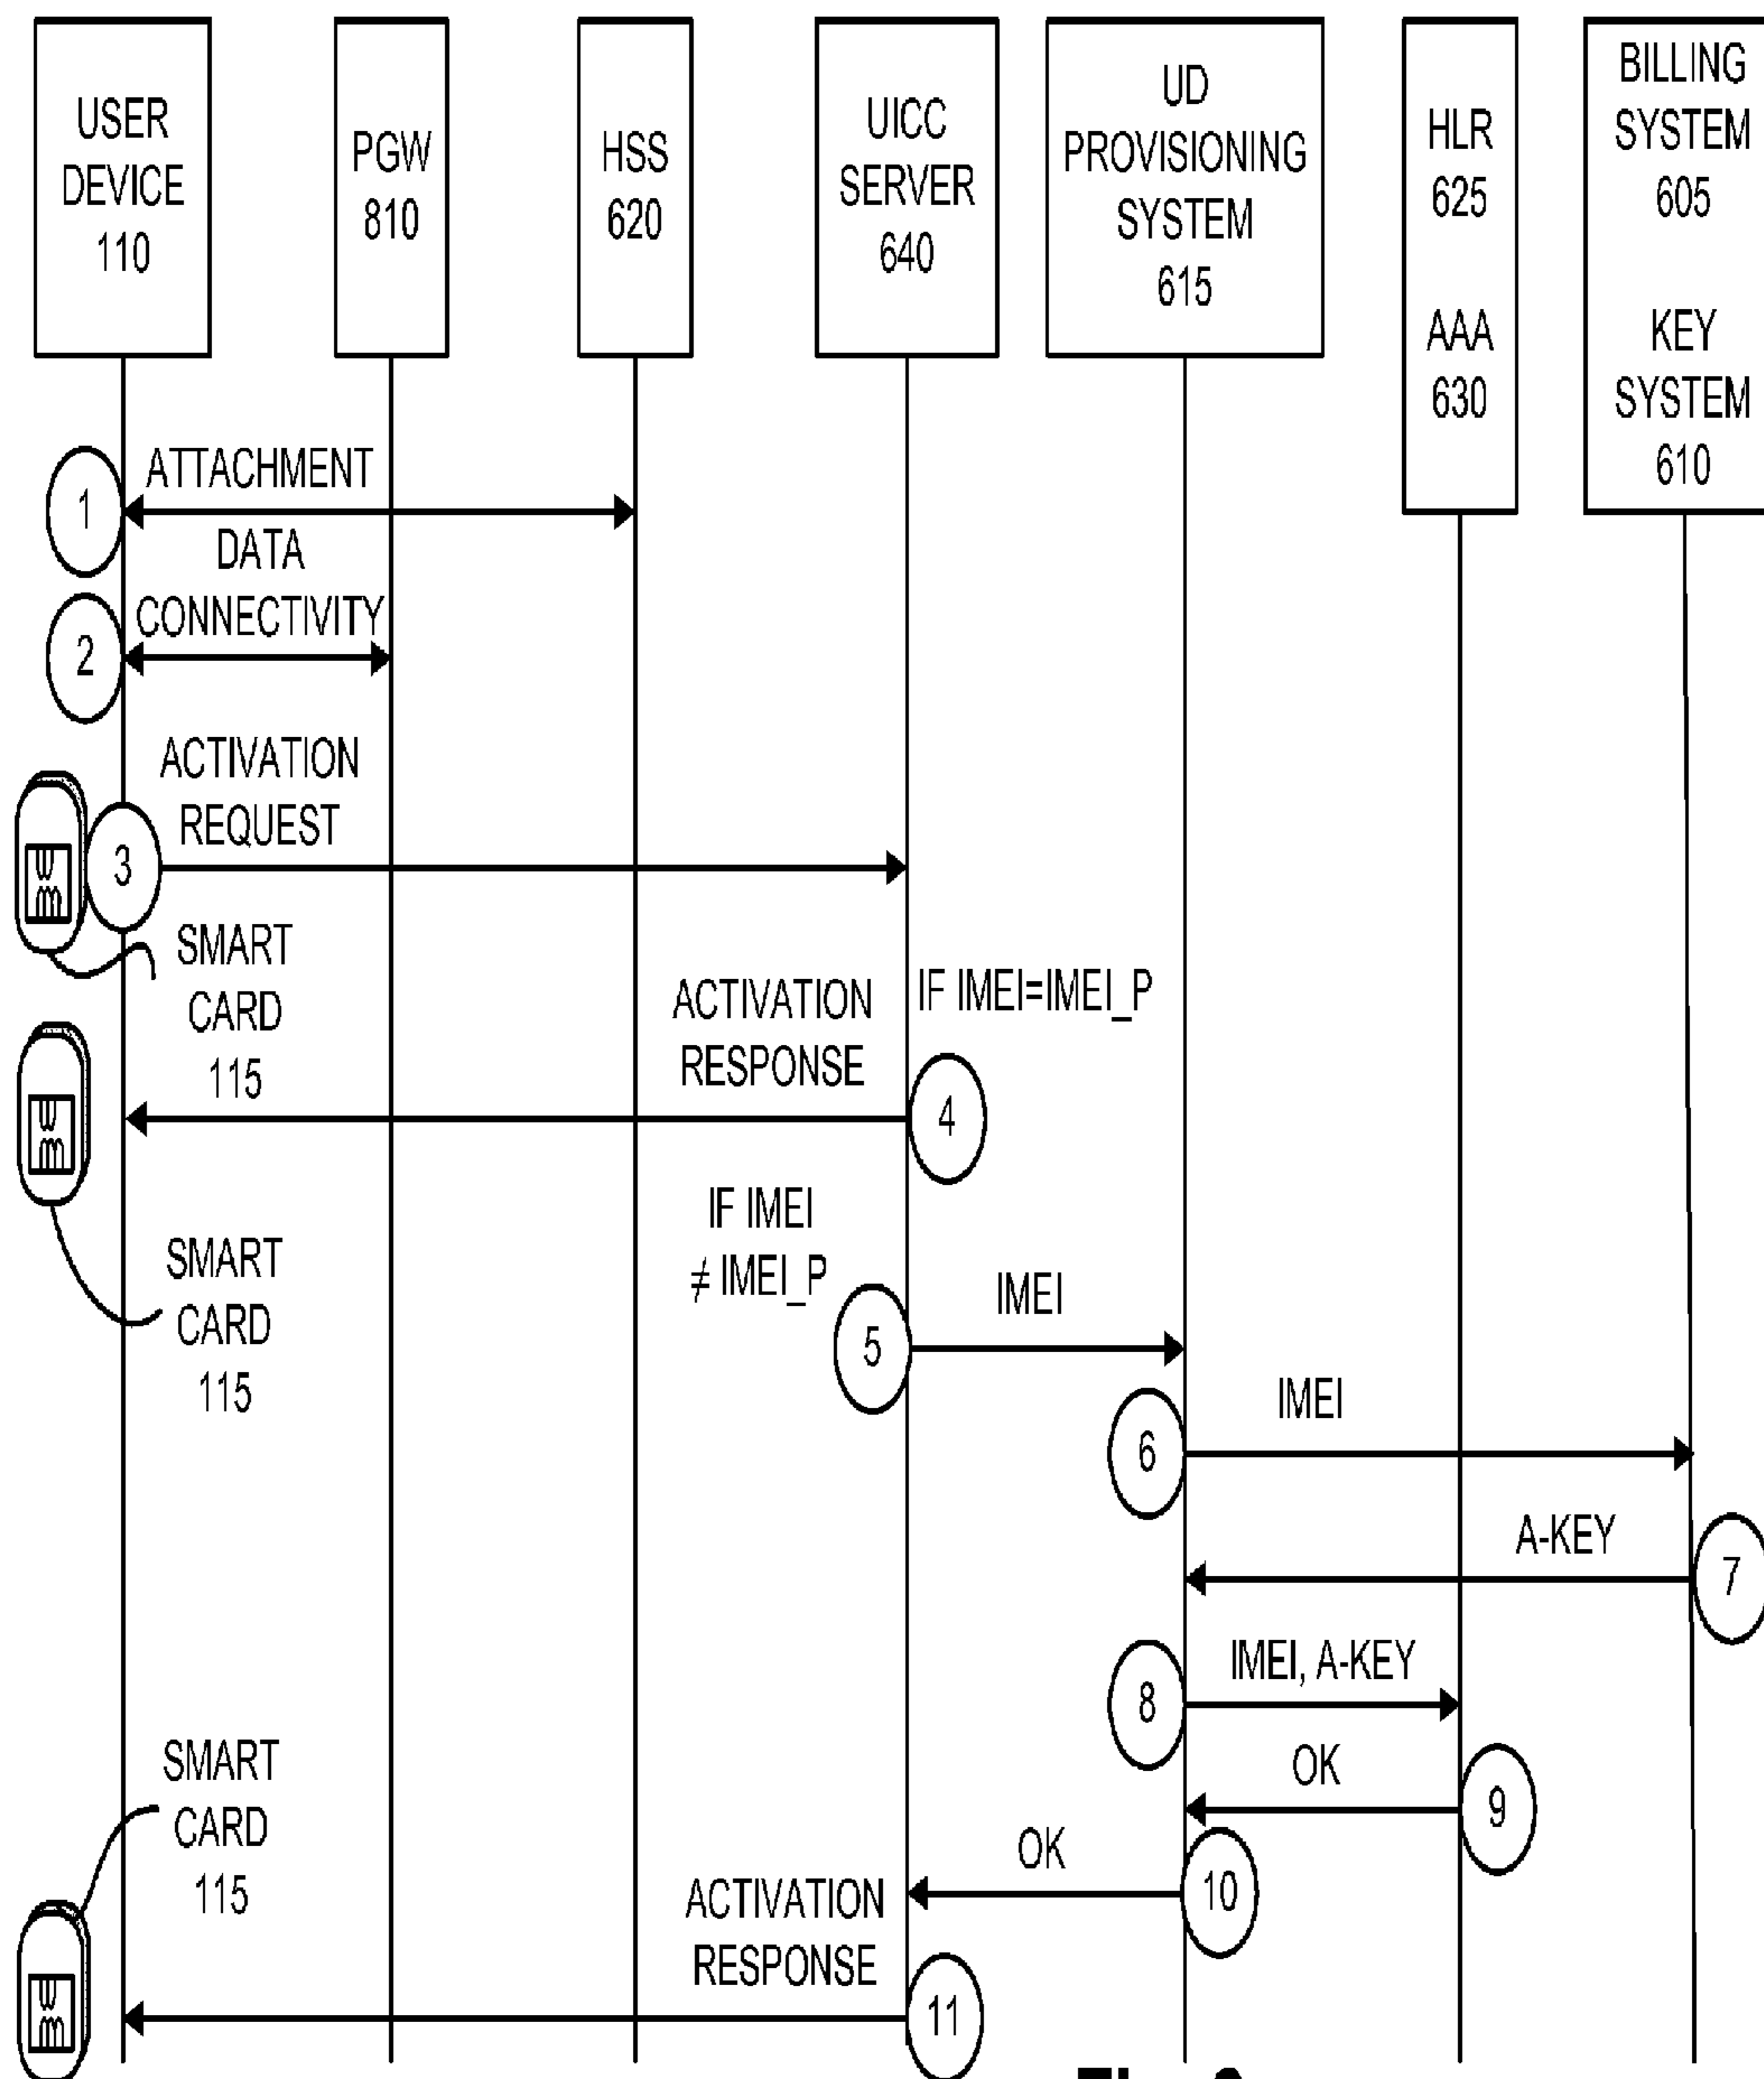 USER
DEVICE
110
PGW
810
HSS
620
UICC
SERVER
640
UD
PROVISIONING
SYSTEM
615
HLR
625
AAA
630
BILLING
SYSTEM
605
KEY
SYSTEM
610
1
ATTACHMENT
2
DATA
CONNECTIVITY
3
ACTIVATION
REQUEST
SMART
CARD
115
ACTIVATION
RESPONSE
IF IMEI=IMEI_P
4
SMART
CARD
115
IF IMEI
≠ IMEI_P
5
IMEI
6
IMEI
A-KEY
7
8
IMEI, A-KEY
OK
9
OK
10
SMART
CARD
115
ACTIVATION
RESPONSE
11